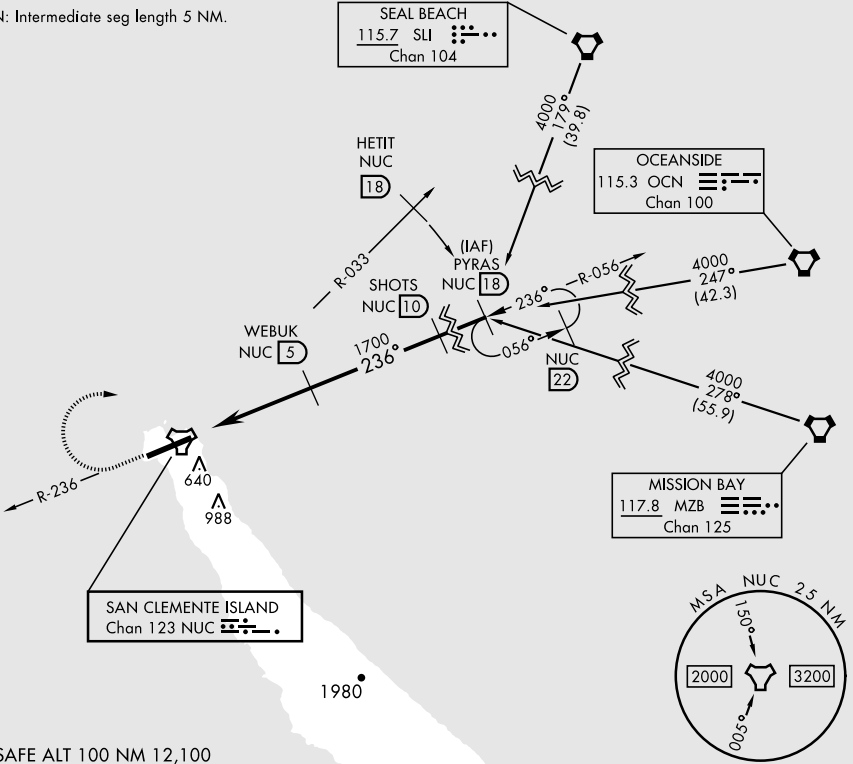 N: Intermediate seg length 5 NM.
SEAL BEACH
115.7 SLI
Chan 104
4000
179°
(39.8)
HETIT
NUC
18
OCEANSIDE
115.3 OCN
Chan 100
R-033
(IAF)
PYRAS
NUC 18
236°
R-056
4000
247°
(42.3)
SHOTS
NUC 10
WEBUK
NUC 5
1700
236°
056°
NUC
22
4000
278°
(55.9)
R-236
640
988
MISSION BAY
117.8 MZB
Chan 125
SAN CLEMENTE ISLAND
Chan 123 NUC
MSA NUC 25 NM
150°
2000
3200
005°
1980
SAFE ALT 100 NM 12,100